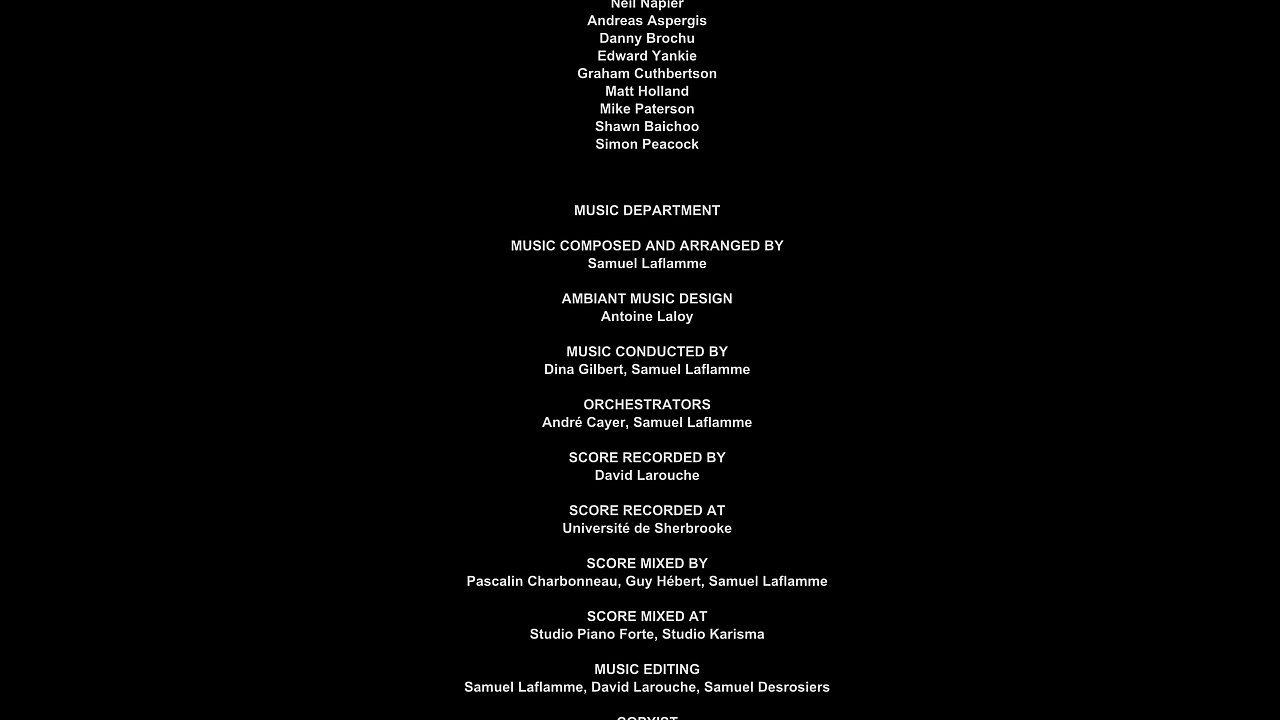 Neil Napier
Andreas Aspergis
Danny Brochu
Edward Yankie
Graham Cuthbertson
Matt Holland
Mike Paterson
Shawn Baichoo
Simon Peacock
MUSIC DEPARTMENT
MUSIC COMPOSED AND ARRANGED BY
Samuel Laflamme
AMBIANT MUSIC DESIGN
Antoine Laloy
MUSIC CONDUCTED BY
Dina Gilbert, Samuel Laflamme
ORCHESTRATORS
André Cayer, Samuel Laflamme
SCORE RECORDED BY
David Larouche
SCORE RECORDED AT
Université de Sherbrooke
SCORE MIXED BY
Pascalin Charbonneau, Guy Hébert, Samuel Laflamme
SCORE MIXED AT
Studio Piano Forte, Studio Karisma
MUSIC EDITING
Samuel Laflamme, David Larouche, Samuel Desrosiers
COPYIST